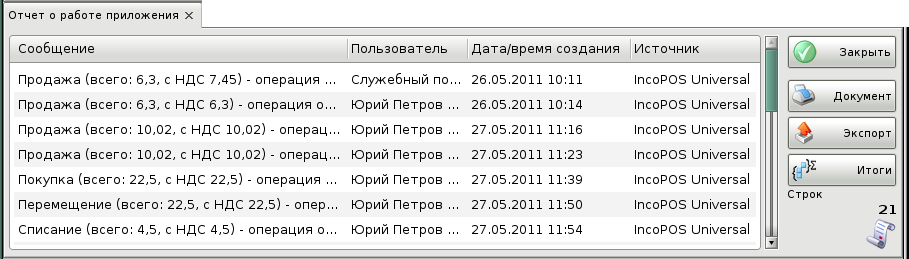 Отчет о работе приложения
Сообщение Пользователь Дата/время создания Источник
Продажа (всего: 6,3, с НДС 7,45) - операция ... Служебный по... 26.05.2011 10:11 IncoPOS Universal
Продажа (всего: 6,3, с НДС 6,3) - операция о... Юрий Петров ... 26.05.2011 10:14 IncoPOS Universal
Продажа (всего: 10,02, с НДС 10,02) - операц... Юрий Петров ... 27.05.2011 11:16 IncoPOS Universal
Продажа (всего: 10,02, с НДС 10,02) - операц... Юрий Петров ... 27.05.2011 11:23 IncoPOS Universal
Покупка (всего: 22,5, с НДС 22,5) - операция ... Юрий Петров ... 27.05.2011 11:39 IncoPOS Universal
Перемещение (всего: 22,5, с НДС 22,5) - опер... Юрий Петров ... 27.05.2011 11:50 IncoPOS Universal
Списание (всего: 4,5, с НДС 4,5) - операция о... Юрий Петров ... 27.05.2011 11:54 IncoPOS Universal
Закрыть
Документ
Экспорт
Итоги
Строк
21